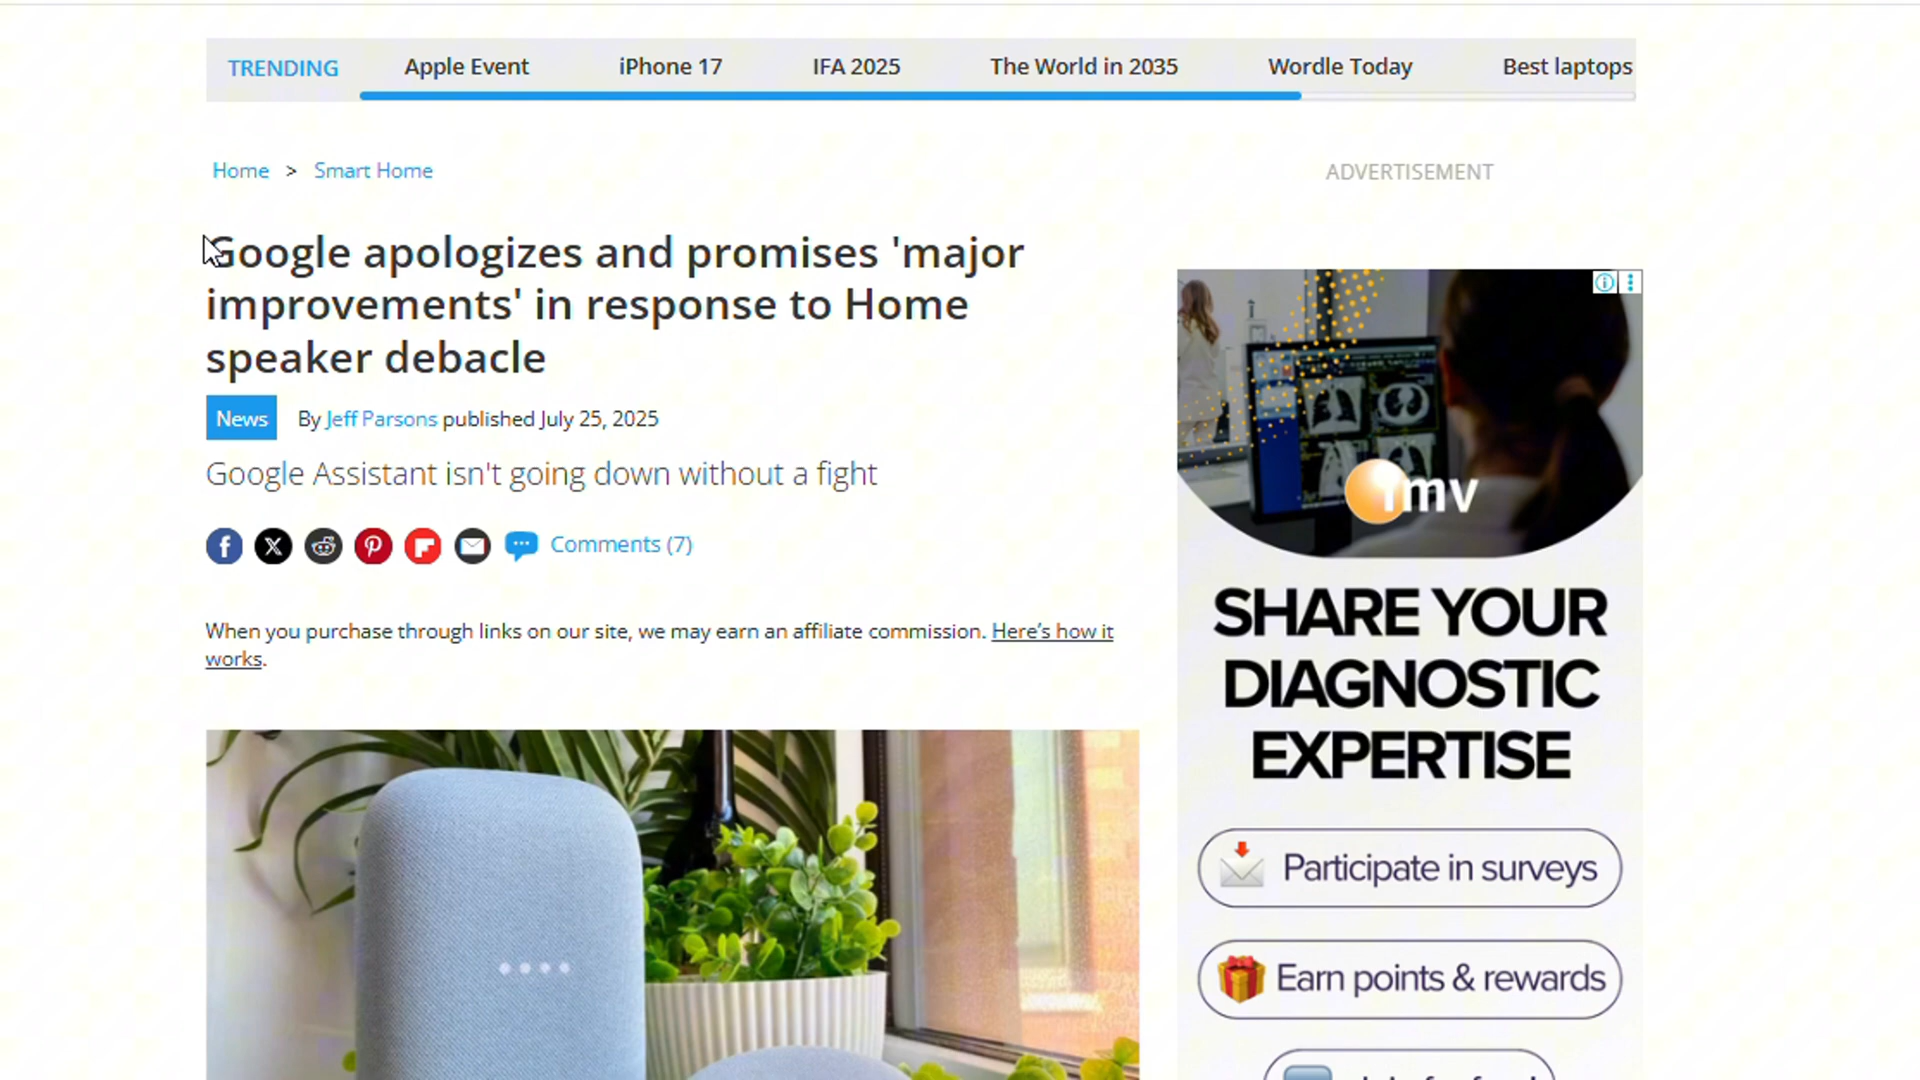 TRENDING Apple Event iPhone 17 IFA 2025 The World in 2035 Wordle Today Best laptops
Home > Smart Home
Google apologizes and promises 'major
improvements' in response to Home
speaker debacle
News By Jeff Parsons published July 25, 2025
Google Assistant isn't going down without a fight
Comments (7)
When you purchase through links on our site, we may earn an affiliate commission. Here’s how it
works.
ADVERTISEMENT
SHARE YOUR
DIAGNOSTIC
EXPERTISE
Participate in surveys
Earn points & rewards